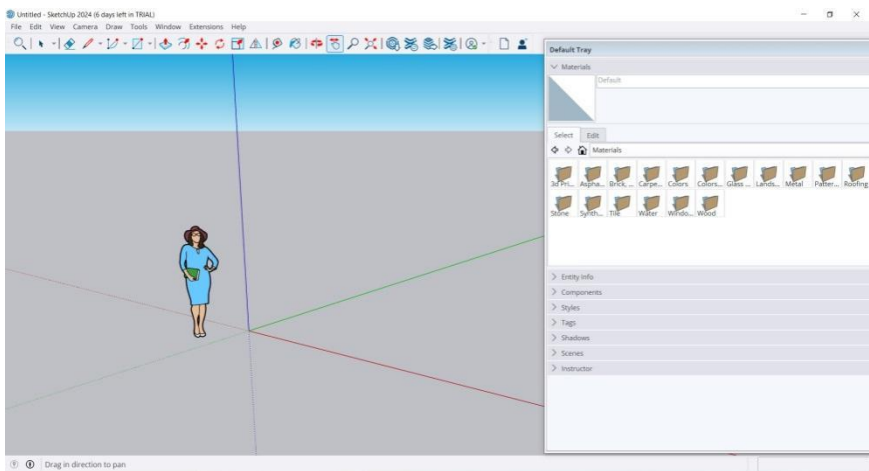 Untitled - SketchUp 2024 (6 days left in TRIAL)
File Edit View Camera Draw Tools Window Extensions Help
Default Tray
Materials
Default
Select Edit
Materials
3d Pri... Aspha... Brick, ... Carpe... Colors Colors... Glass ... Lands... Metal Patter... Roofing
Stone Synth... Tile Water Windo... Wood
Entity Info
Components
Styles
Tags
Shadows
Scenes
Instructor
Drag in direction to pan